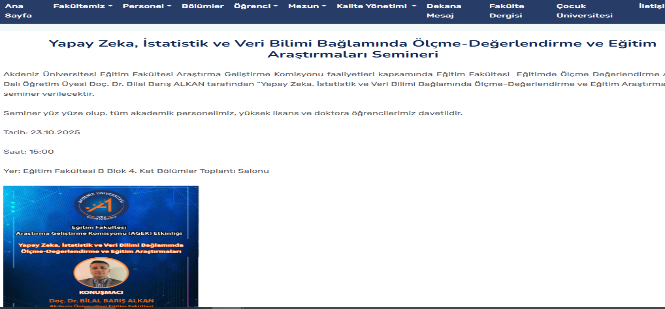 Ana Sayfa
Fakültemiz
Personel
Bölümler
Öğrenci
Mezun
Kalite Yönetimi
Dekana Mesaj
Fakülte Dergisi
Çocuk Üniversitesi
İletişi
Yapay Zeka, İstatistik ve Veri Bilimi Bağlamında Ölçme-Değerlendirme ve Eğitim
Araştırmaları Semineri
Akdeniz Üniversitesi Eğitim Fakültesi Araştırma Geliştirme Komisyonu faaliyetleri kapsamında Eğitim Fakültesi Eğitimde Ölçme Değerlendirme A
Dalı Öğretim Üyesi Doç. Dr. Bilal Barış ALKAN tarafından "Yapay Zeka, İstatistik ve Veri Bilimi Bağlamında Ölçme-Değerlendirme ve Eğitim Araştırma
seminer verilecektir.
Seminer yüz yüze olup, tüm akademik personelimiz, yüksek lisans ve doktora öğrencilerimiz davetlidir.
Tarih: 23.10.2025
Saat: 15:00
Yer: Eğitim Fakültesi B Blok 4. Kat Bölümler Toplantı Salonu
Eğitim Fakültesi
Araştırma Geliştirme Komisyonu (AGEK) Etkinliği
Yapay Zeka, İstatistik ve Veri Bilimi Bağlamında
Ölçme-Değerlendirme ve Eğitim Araştırmaları
KONUŞMACI
Doç. Dr. BİLAL BARIŞ ALKAN
Akdeniz Üniversitesi Eğitim Fakültesi